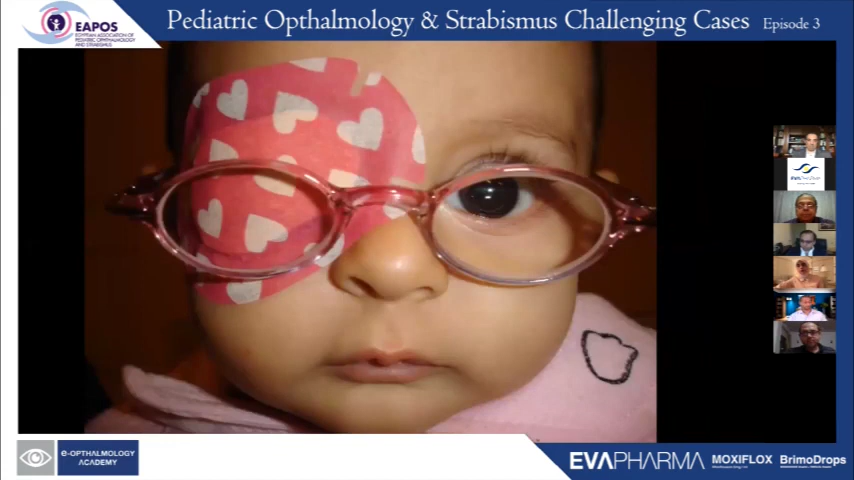 Pediatric Opthalmology & Strabismus Challenging Cases Episode 3
EAPOS
EGYPTIAN ASSOCIATION OF
PEDIATRIC OPHTHALMOLOGY
AND STRABISMUS
e-OPTHALMOLOGY
ACADEMY
EVAPHARMA
MOXIFLOX
BrimoDrops